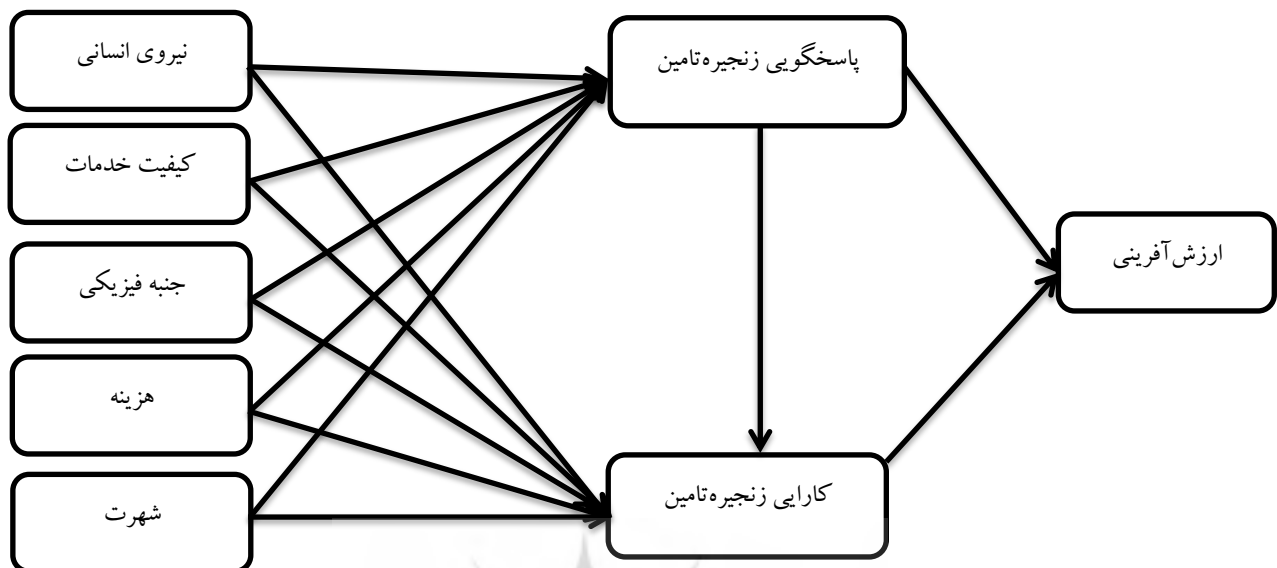 نیروی انسانی
کیفیت خدمات
جنبه فیزیکی
هزینه
شهرت
پاسخگویی زنجیره‌تامین
کارایی زنجیره‌تامین
ارزش‌آفرینی